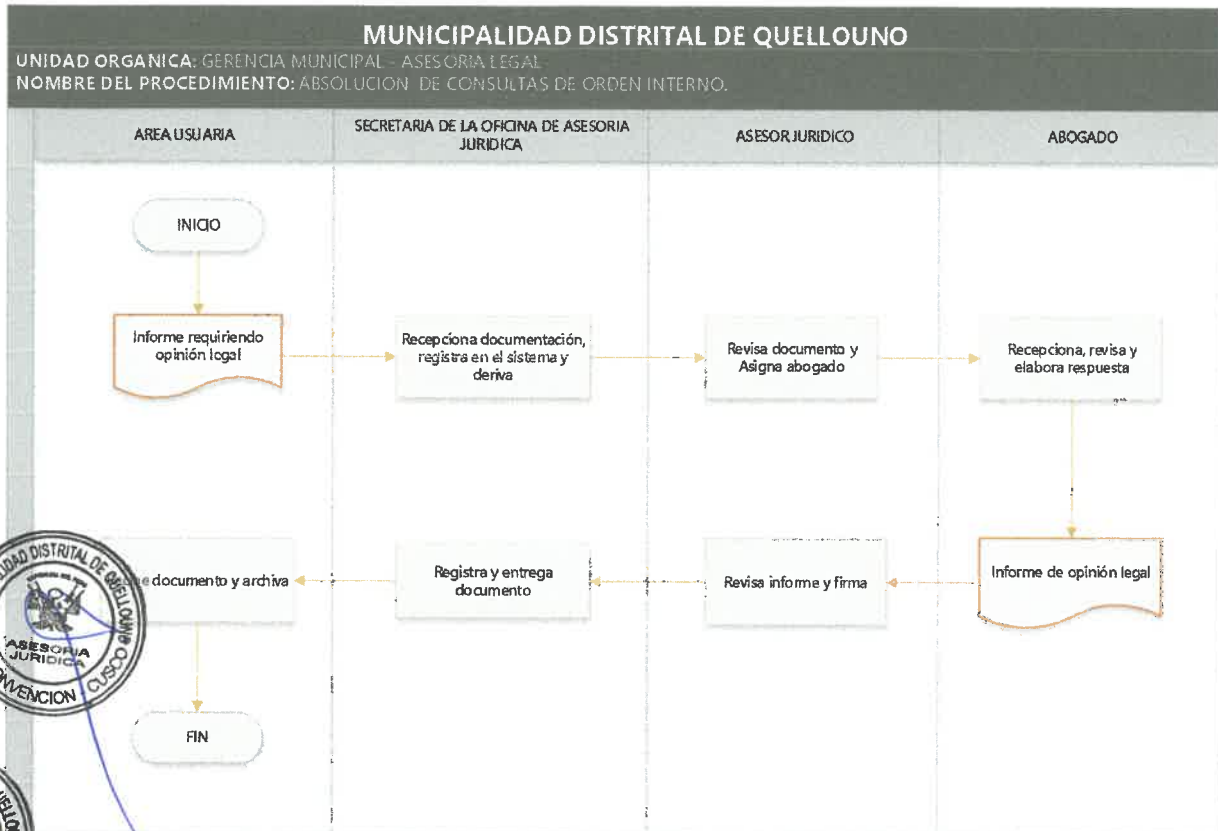 MUNICIPALIDAD DISTRITAL DE QUELLOUNO
UNIDAD ORGANICA: GERENCIA MUNICIPAL - ASESORIA LEGAL
NOMBRE DEL PROCEDIMIENTO: ABSOLUCION DE CONSULTAS DE ORDEN INTERNO.
AREA USUARIA
SECRETARIA DE LA OFICINA DE ASESORIA
JURIDICA
ASESOR JURIDICO
ABOGADO
INICIO
Informe requiriendo
opinión legal
Recepciona documentación,
registra en el sistema y
deriva
Revisa documento y
Asigna abogado
Recepciona, revisa y
elabora respuesta
Informe de opinión legal
Revisa informe y firma
Registra y entrega
documento
documento y archiva
FIN
DISTRITAL DE QUELLOUNO
ASESORIA
JURIDICA
CUSCO